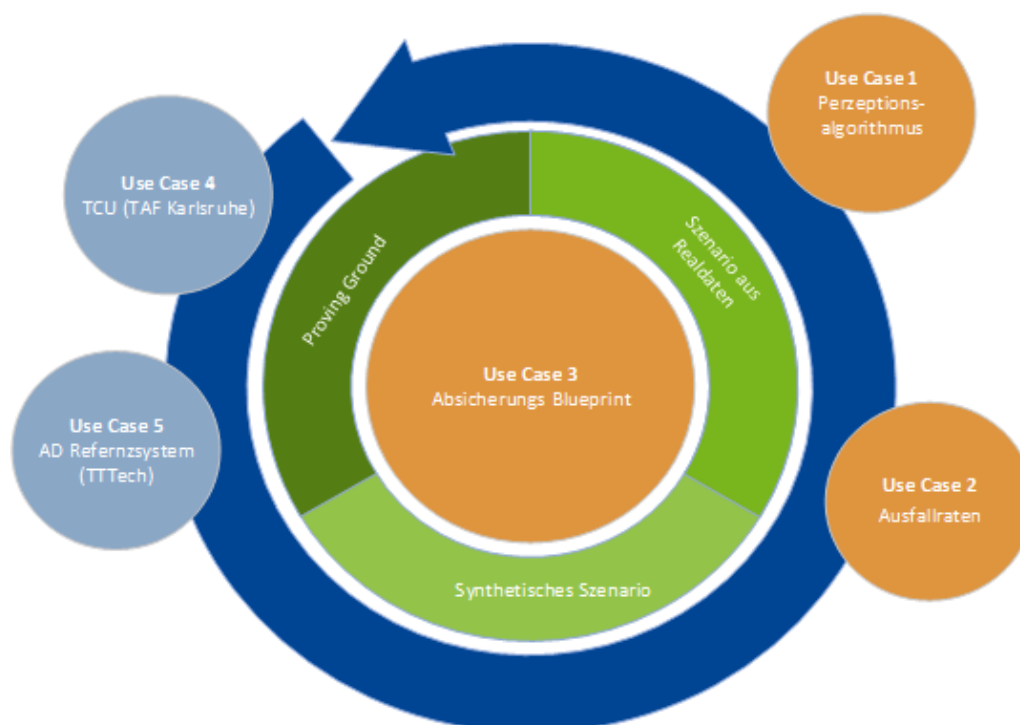 Use Case 1
Perzeptions-
algorithmus
Use Case 4
TCU (TAF Karlsruhe)
Proving Ground
Szenario aus
Realdaten
Use Case 3
Absicherungs Blueprint
Use Case 5
AD Refernzsystem
(TTTech)
Use Case 2
Ausfallraten
Synthetisches Szenario